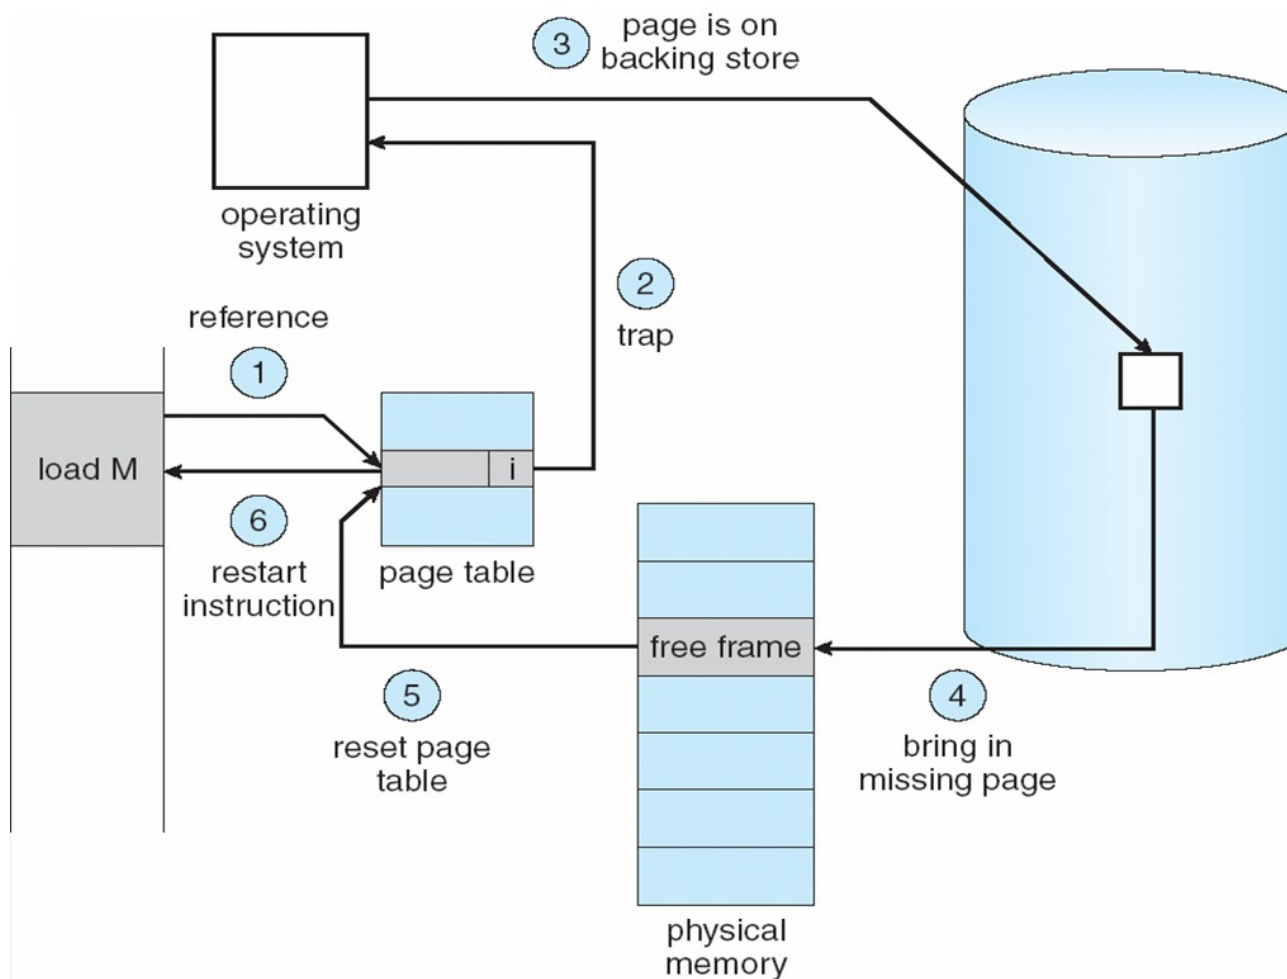 3
page is on
backing store
operating
system
2
trap
reference
1
load M
i
6
restart
instruction
page table
free frame
5
reset page
table
4
bring in
missing page
physical
memory